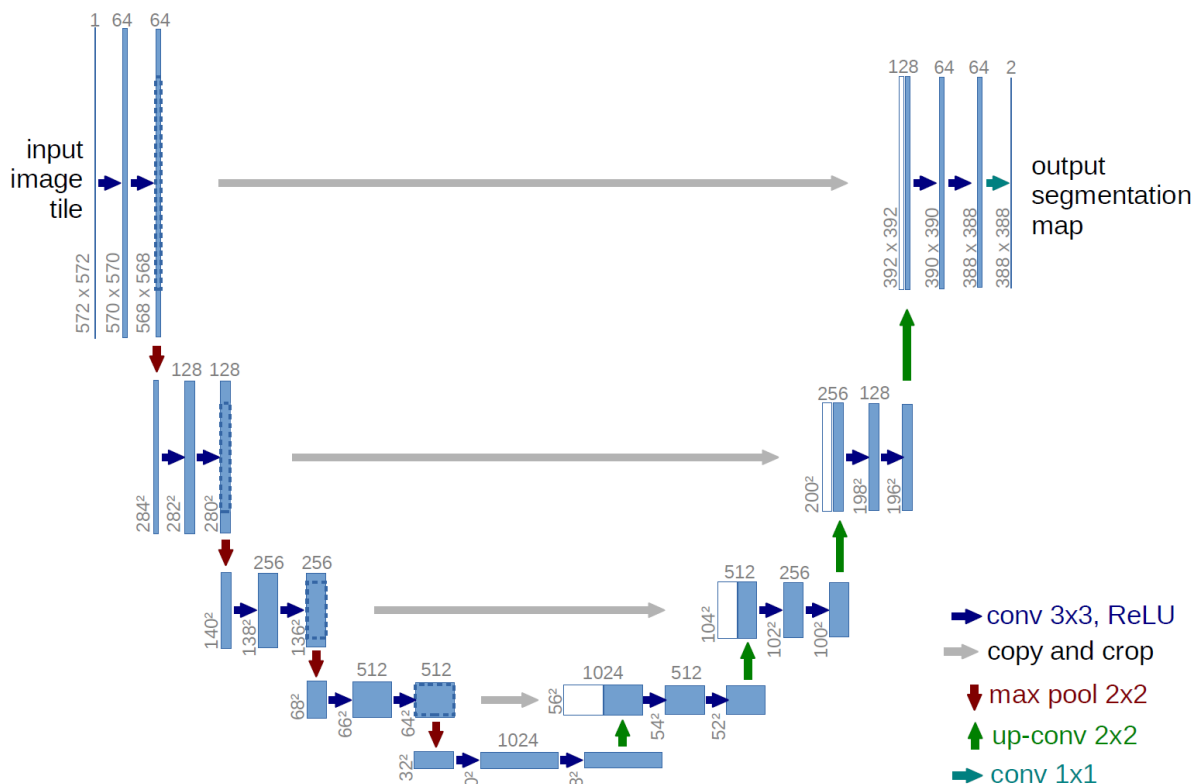 1 64 64
128 64 64 2
input
image
tile
output
segmentation
map
572 x 572
570 x 570
568 x 568
392 x 392
390 x 390
388 x 388
388 x 388
128 128
256 128
284²
282²
280²
200²
198²
196²
256 256
512 256
140²
138²
136²
104²
102²
100²
512 512
1024 512
68²
66²
64²
56²
54²
52²
1024
32²
conv 3x3, ReLU
copy and crop
max pool 2x2
up-conv 2x2
conv 1x1